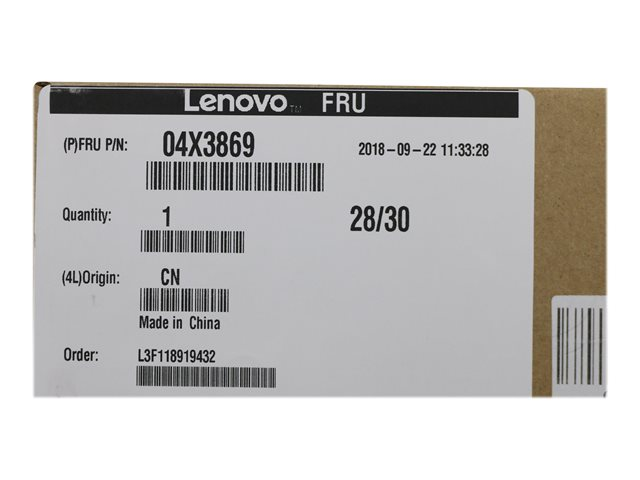 Lenovo™ FRU
(P)FRU P/N: 04X3869 2018-09-22 11:33:28
Quantity: 1 28/30
(4L)Origin: CN
Made in China
Order: L3F118919432